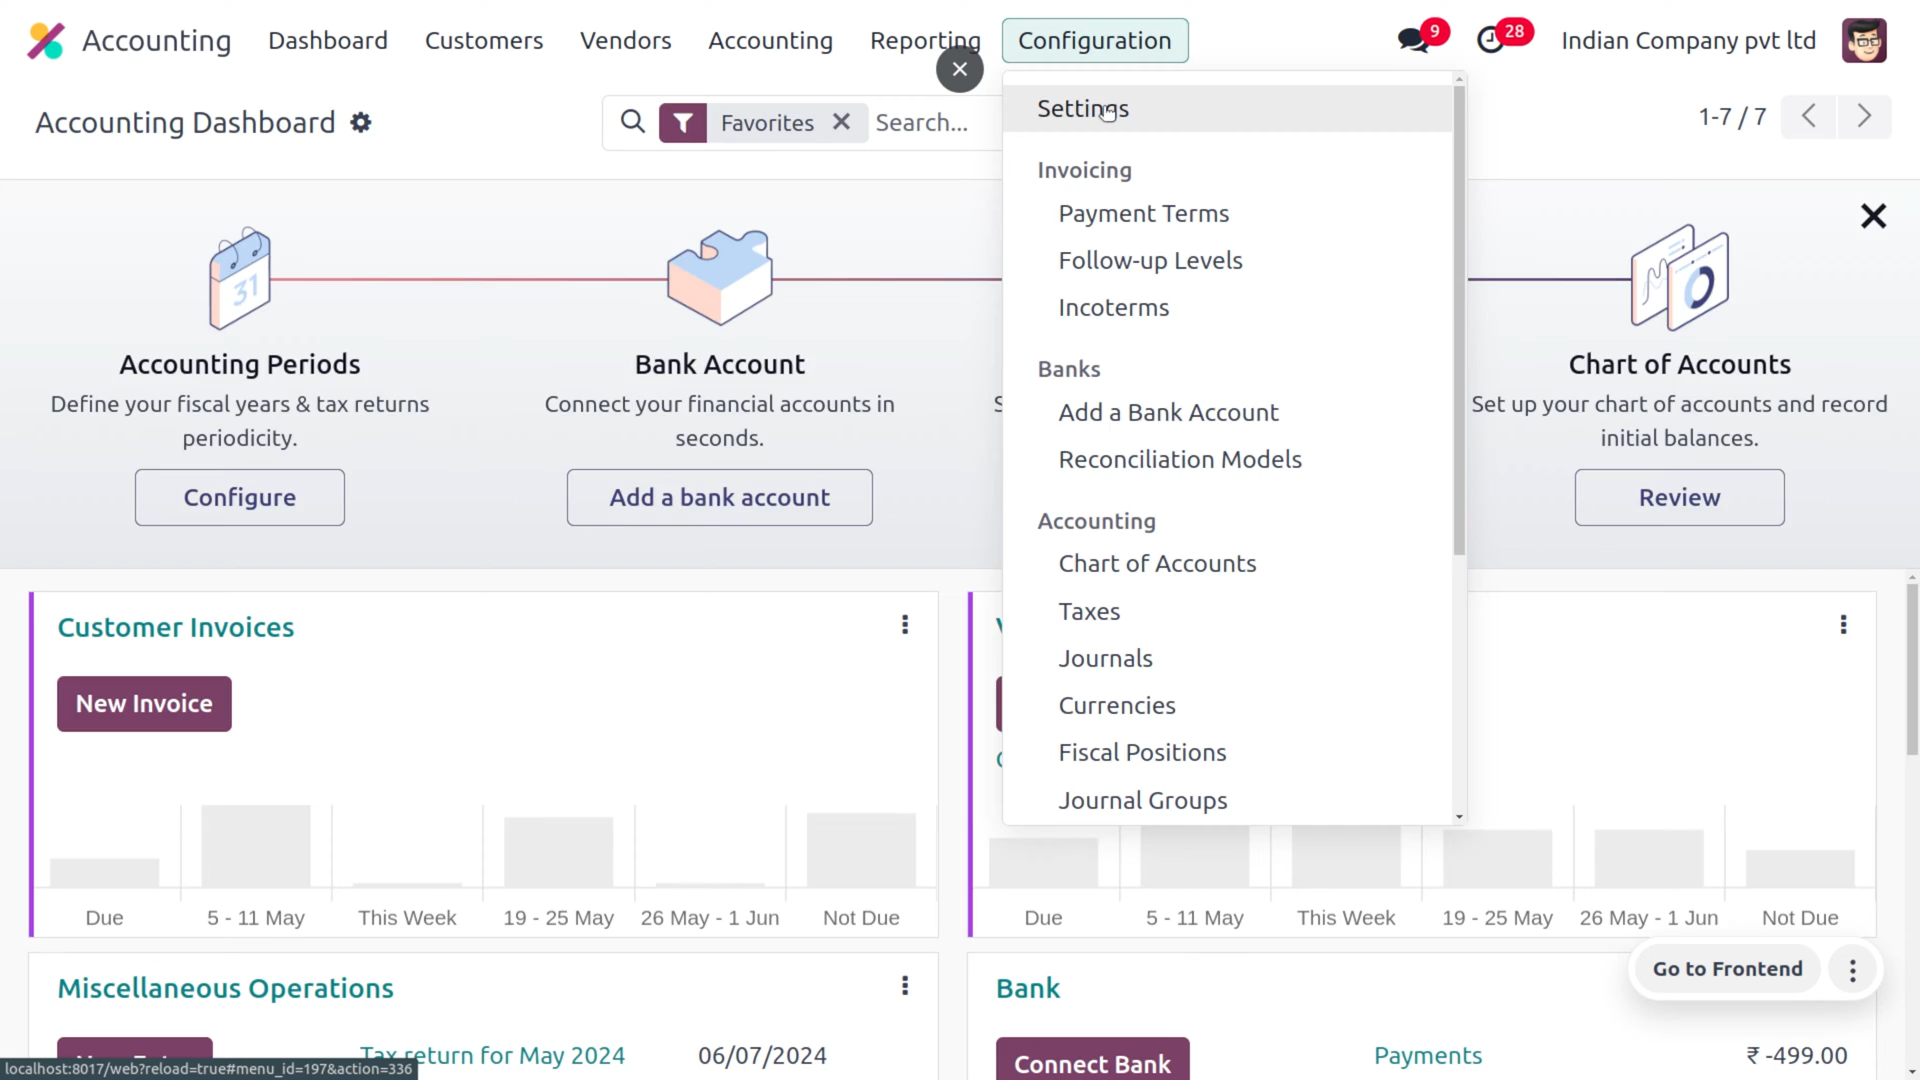 Accounting Dashboard Customers Vendors Accounting Reporting Configuration 9 28 Indian Company pvt ltd
Accounting Dashboard Favorites Search... 1-7 / 7
Settings
Invoicing
Payment Terms
Follow-up Levels
Incoterms
Banks
Add a Bank Account
Reconciliation Models
Accounting
Chart of Accounts
Taxes
Journals
Currencies
Fiscal Positions
Journal Groups
31
Accounting Periods
Define your fiscal years & tax returns
periodicity.
Configure
Bank Account
Connect your financial accounts in
seconds.
Add a bank account
Chart of Accounts
Set up your chart of accounts and record
initial balances.
Review
Customer Invoices
New Invoice
Due 5 - 11 May This Week 19 - 25 May 26 May - 1 Jun Not Due
Due 5 - 11 May This Week 19 - 25 May 26 May - 1 Jun Not Due
Go to Frontend
Miscellaneous Operations
Tax return for May 2024 06/07/2024
Bank
Connect Bank
Payments ₹ -499.00
localhost:8017/web?reload=true#menu_id=197&action=336